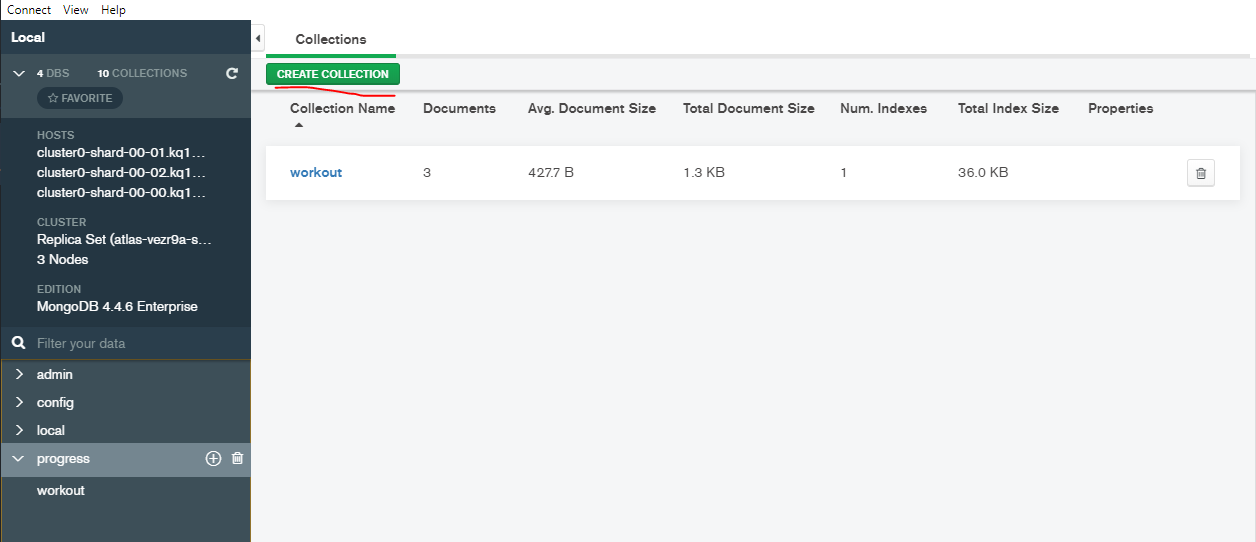 Connect View Help
Local
4 DBS 10 COLLECTIONS
FAVORITE
HOSTS
cluster0-shard-00-01.kq1...
cluster0-shard-00-02.kq1...
cluster0-shard-00-00.kq1...
CLUSTER
Replica Set (atlas-vezr9a-s...
3 Nodes
EDITION
MongoDB 4.4.6 Enterprise
Filter your data
admin
config
local
progress
workout
Collections
CREATE COLLECTION
Collection Name Documents Avg. Document Size Total Document Size Num. Indexes Total Index Size Properties
workout 3 427.7 B 1.3 KB 1 36.0 KB